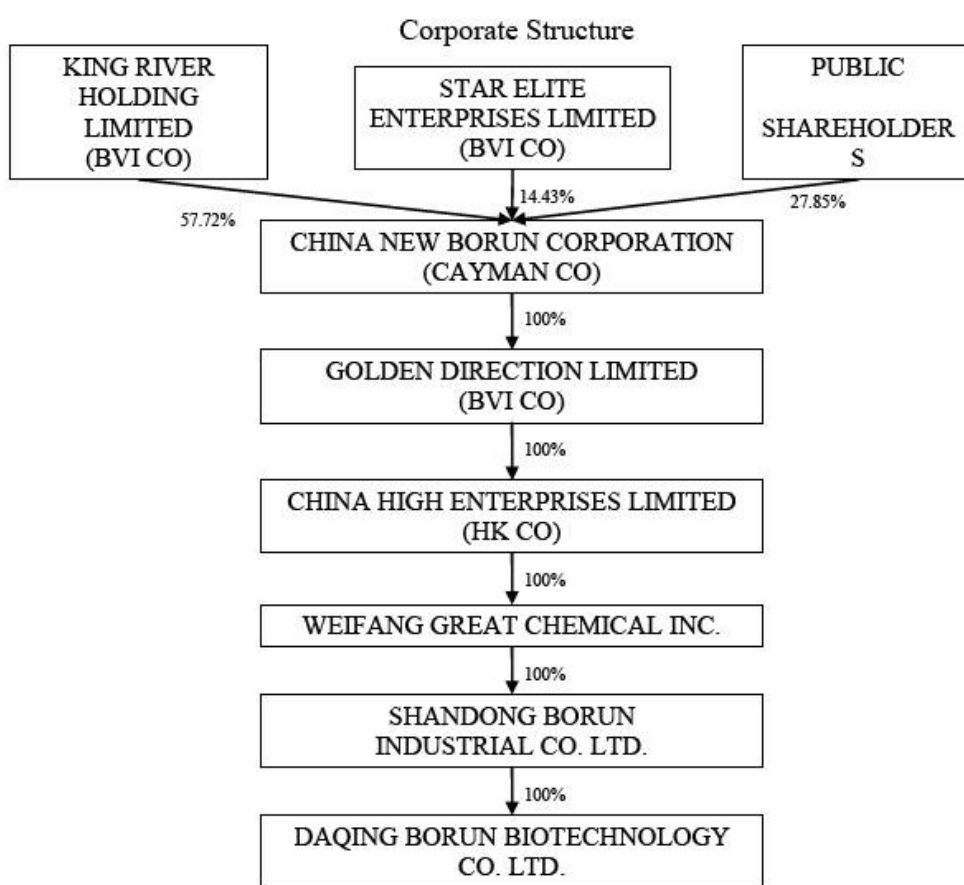 Corporate Structure
KING RIVER
HOLDING
LIMITED
(BVI CO)
STAR ELITE
ENTERPRISES LIMITED
(BVI CO)
PUBLIC
SHAREHOLDER
S
57.72%
14.43%
27.85%
CHINA NEW BORUN CORPORATION
(CAYMAN CO)
100%
GOLDEN DIRECTION LIMITED
(BVI CO)
100%
CHINA HIGH ENTERPRISES LIMITED
(HK CO)
100%
WEIFANG GREAT CHEMICAL INC.
100%
SHANDONG BORUN
INDUSTRIAL CO. LTD.
100%
DAQING BORUN BIOTECHNOLOGY
CO. LTD.